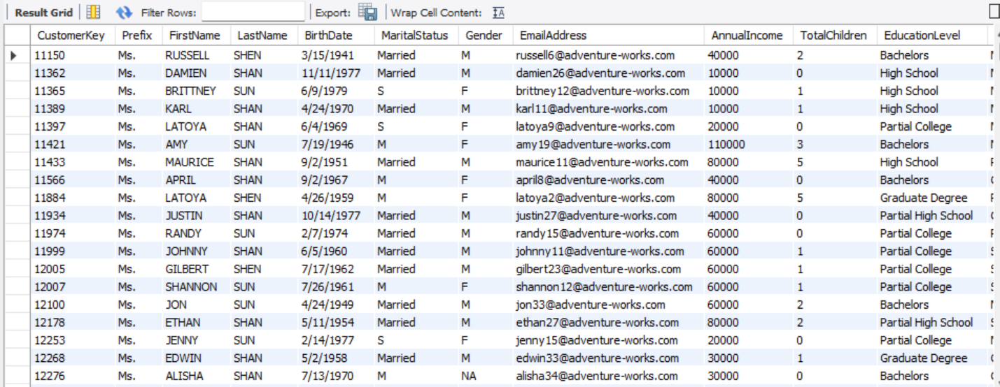 Result Grid Filter Rows: Export: Wrap Cell Content:
CustomerKey Prefix FirstName LastName BirthDate MaritalStatus Gender EmailAddress AnnualIncome TotalChildren EducationLevel
11150 Ms. RUSSELL SHEN 3/15/1941 Married M russell6@adventure-works.com 40000 2 Bachelors
11362 Ms. DAMIEN SHAN 11/11/1977 Married M damien26@adventure-works.com 10000 0 High School
11365 Ms. BRITTNEY SUN 6/9/1979 S F brittney12@adventure-works.com 10000 1 High School
11389 Ms. KARL SHAN 4/24/1970 Married M karl11@adventure-works.com 10000 1 High School
11397 Ms. LATOYA SHAN 6/4/1969 S F latoya9@adventure-works.com 20000 0 Partial College
11421 Ms. AMY SUN 7/19/1946 M F amy19@adventure-works.com 110000 3 Bachelors
11433 Ms. MAURICE SHAN 9/2/1951 Married M maurice11@adventure-works.com 80000 5 High School
11566 Ms. APRIL SHAN 9/2/1967 M F april8@adventure-works.com 40000 0 Bachelors
11884 Ms. LATOYA SHEN 4/26/1959 M F latoya2@adventure-works.com 80000 5 Graduate Degree
11934 Ms. JUSTIN SHAN 10/14/1977 Married M justin27@adventure-works.com 40000 0 Partial High School
11974 Ms. RANDY SUN 2/7/1974 Married M randy15@adventure-works.com 60000 0 Partial College
11999 Ms. JOHNNY SHAN 6/5/1960 Married M johnny11@adventure-works.com 60000 1 Partial College
12005 Ms. GILBERT SHEN 7/17/1962 Married M gilbert23@adventure-works.com 60000 1 Partial College
12007 Ms. SHANNON SUN 7/26/1961 M F shannon12@adventure-works.com 60000 1 Partial College
12100 Ms. JON SUN 4/24/1949 Married M jon33@adventure-works.com 60000 2 Bachelors
12178 Ms. ETHAN SHAN 5/11/1954 Married M ethan27@adventure-works.com 80000 2 Partial High School
12253 Ms. JENNY SUN 2/14/1977 S F jenny15@adventure-works.com 20000 0 Partial College
12268 Ms. EDWIN SHAN 5/2/1958 Married M edwin33@adventure-works.com 30000 1 Graduate Degree
12276 Ms. ALISHA SHAN 7/13/1970 M NA alisha34@adventure-works.com 30000 0 Bachelors